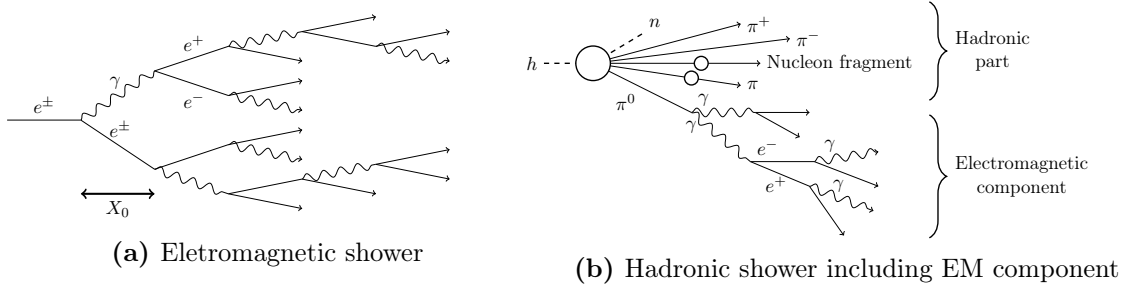 e±
γ
e±
e+
e−
X₀
(a) Eletromagnetic shower
h
n
π+
π−
Nucleon fragment
π
π⁰
γ
γ
e−
e+
γ
γ
Hadronic
part
Electromagnetic
component
(b) Hadronic shower including EM component